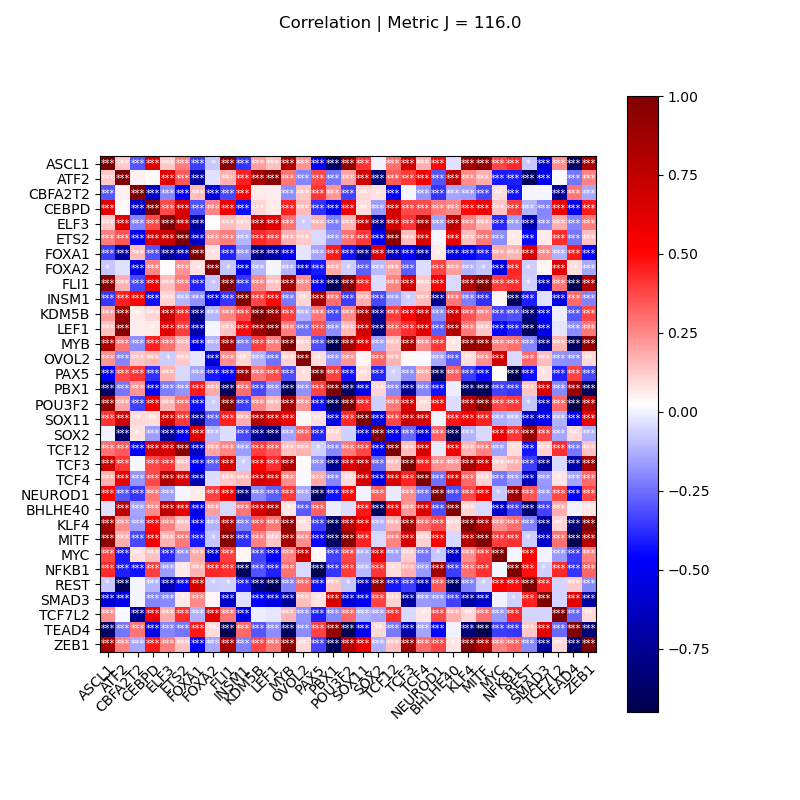 Correlation | Metric J = 116.0
ASCL1
ATF2
CBFA2T2
CEBPD
ELF3
ETS2
FOXA1
FOXA2
FLI1
INSM1
KDM5B
LEF1
MYB
OVOL2
PAX5
PBX1
POU3F2
SOX11
SOX2
TCF12
TCF3
TCF4
NEUROD1
BHLHE40
KLF4
MITF
MYC
NFKB1
REST
SMAD3
TCF7L2
TEAD4
ZEB1
ASCL1
ATF2
CBFA2T2
CEBPD
ELF3
ETS2
FOXA1
FOXA2
FLI1
INSM1
KDM5B
LEF1
MYB
OVOL2
PAX5
PBX1
POU3F2
SOX11
SOX2
TCF12
TCF3
TCF4
NEUROD1
BHLHE40
KLF4
MITF
MYC
NFKB1
REST
SMAD3
TCF7L2
TEAD4
ZEB1
1.00
0.75
0.50
0.25
0.00
−0.25
−0.50
−0.75